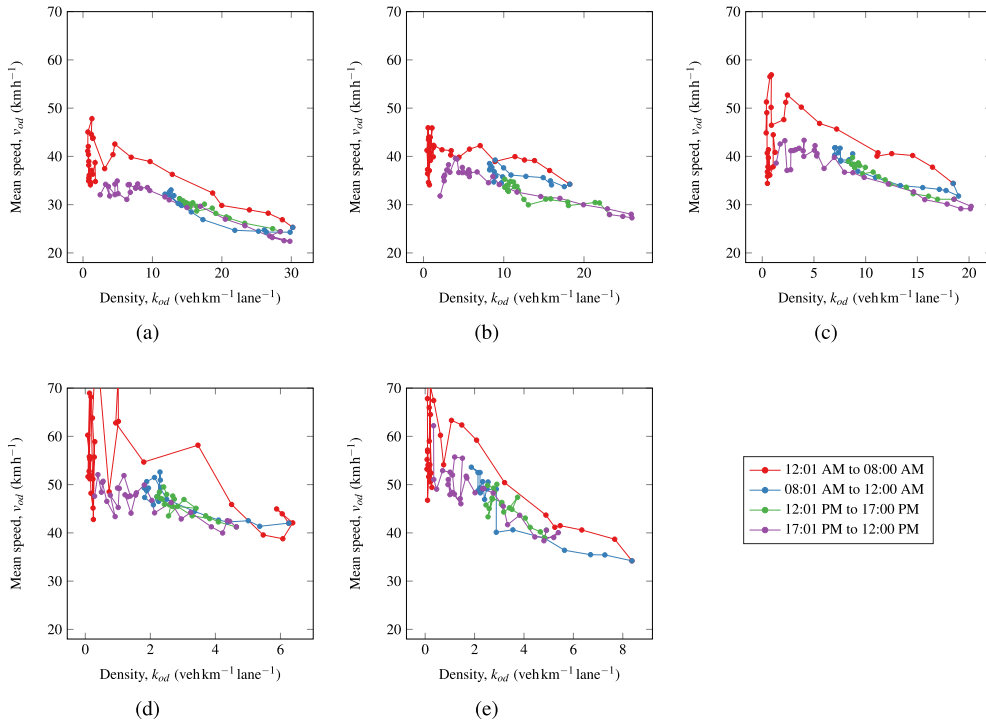 70
60
50
40
30
20
Mean speed, v_od (km h⁻¹)
0 10 20 30
Density, k_od (veh km⁻¹ lane⁻¹)
(a)
70
60
50
40
30
20
Mean speed, v_od (km h⁻¹)
0 10 20
Density, k_od (veh km⁻¹ lane⁻¹)
(b)
70
60
50
40
30
20
Mean speed, v_od (km h⁻¹)
0 5 10 15 20
Density, k_od (veh km⁻¹ lane⁻¹)
(c)
70
60
50
40
30
20
Mean speed, v_od (km h⁻¹)
0 2 4 6
Density, k_od (veh km⁻¹ lane⁻¹)
(d)
70
60
50
40
30
20
Mean speed, v_od (km h⁻¹)
0 2 4 6 8
Density, k_od (veh km⁻¹ lane⁻¹)
(e)
12:01 AM to 08:00 AM
08:01 AM to 12:00 AM
12:01 PM to 17:00 PM
17:01 PM to 12:00 PM